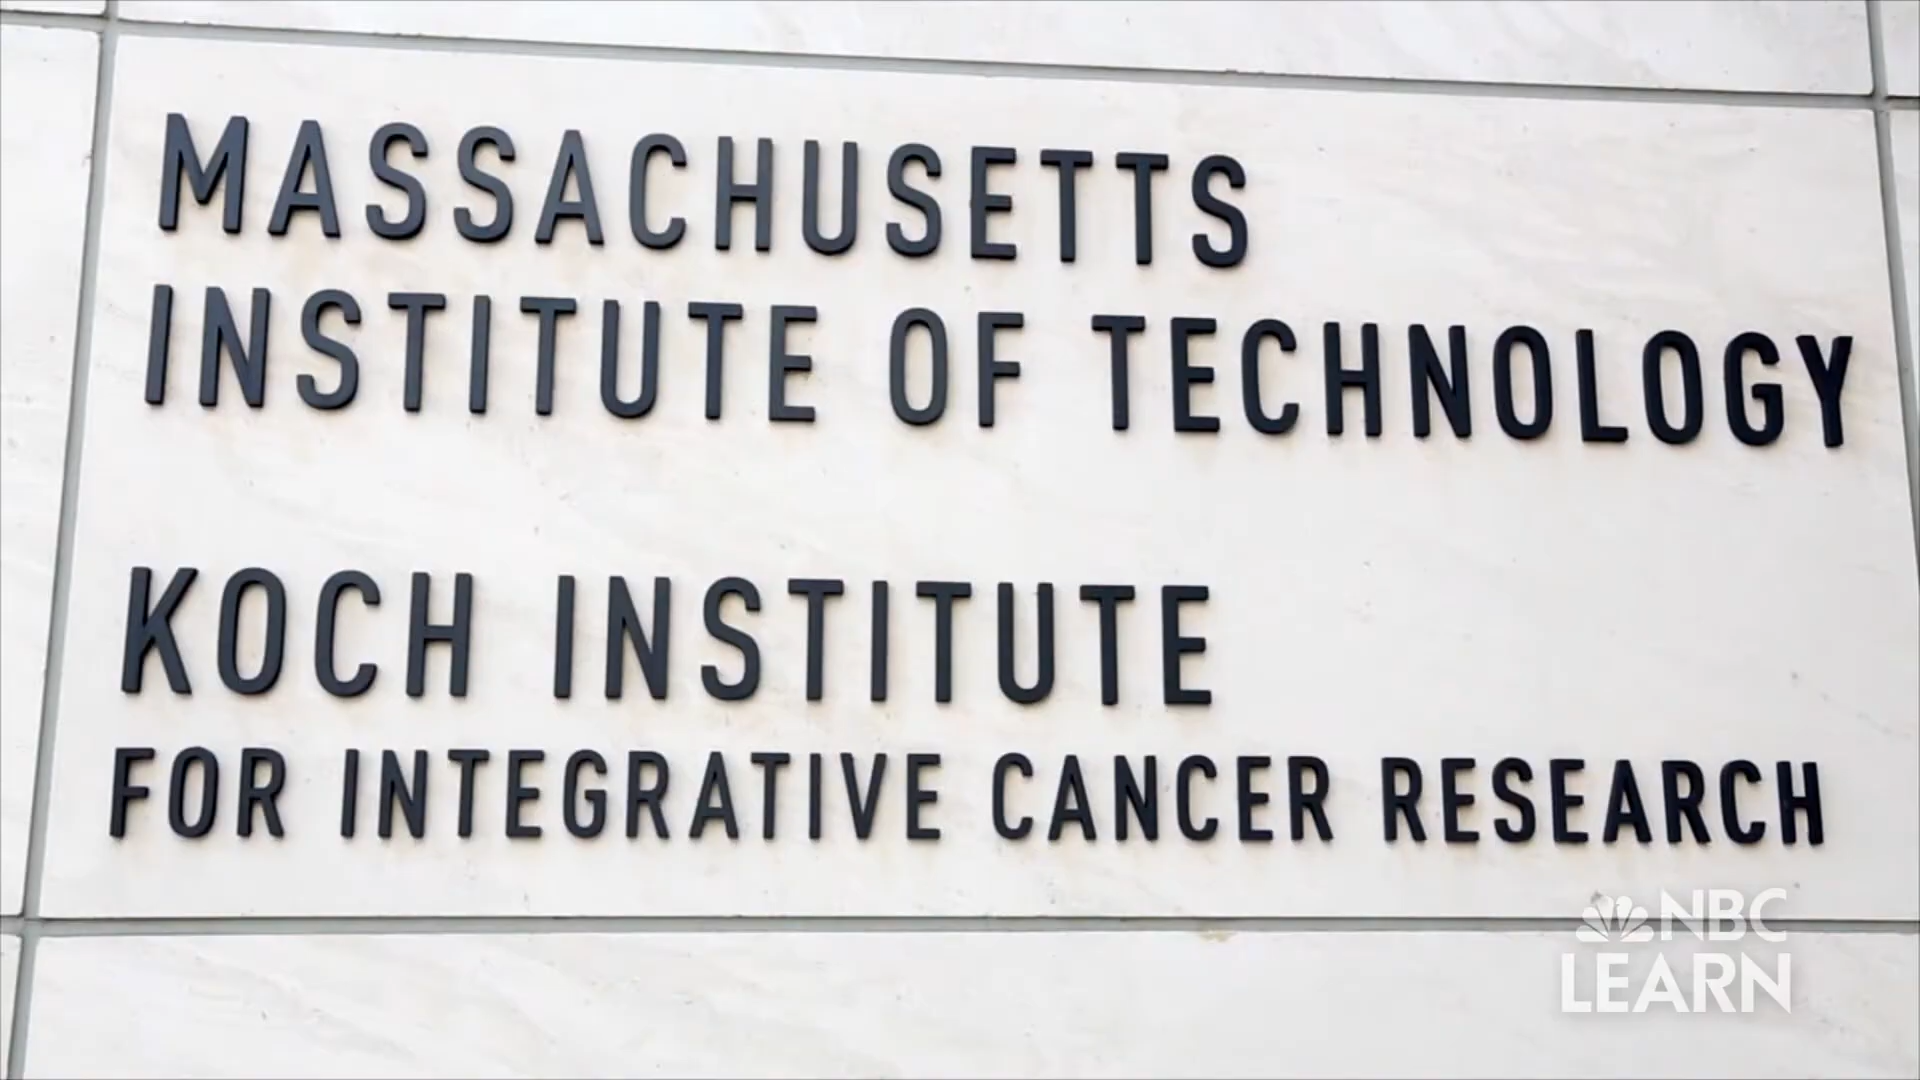 MASSACHUSETTS
INSTITUTE OF TECHNOLOGY
KOCH INSTITUTE
FOR INTEGRATIVE CANCER RESEARCH
NBC
LEARN